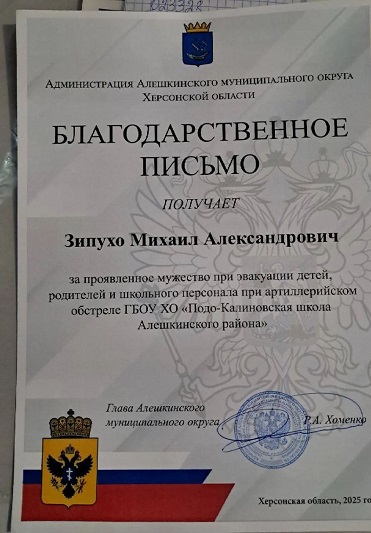 023328
Администрация Алешкинского муниципального округа
Херсонской области
БЛАГОДАРСТВЕННОЕ
ПИСЬМО
ПОЛУЧАЕТ
Зипухо Михаил Александрович
за проявленное мужество при эвакуации детей,
родителей и школьного персонала при артиллерийском
обстреле ГБОУ ХО «Подо-Калиновская школа
Алешкинского района»
Глава Алешкинского
муниципального округа
Р.А. Хоменко
Херсонская область, 2025 го